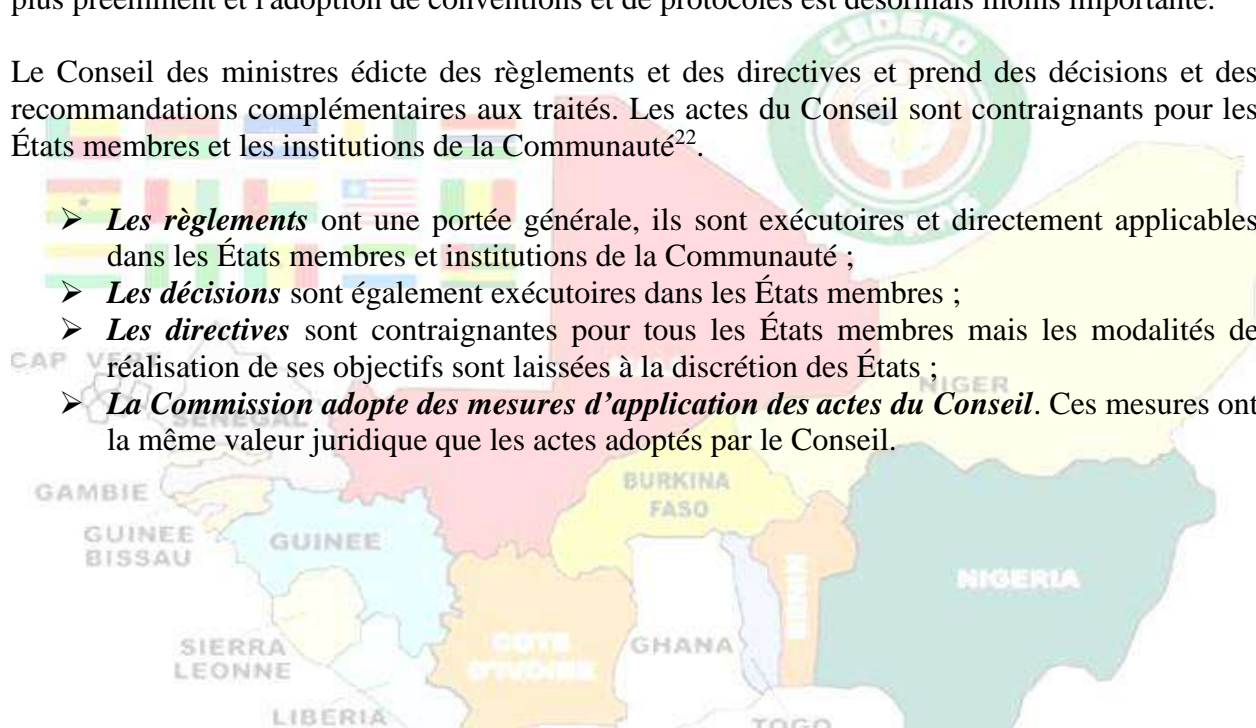 plus prééminent et l'adoption de conventions et de protocoles est désormais moins importante.
Le Conseil des ministres édicte des règlements et des directives et prend des décisions et des
recommandations complémentaires aux traités. Les actes du Conseil sont contraignants pour les
États membres et les institutions de la Communauté²².
➢ Les règlements ont une portée générale, ils sont exécutoires et directement applicables
dans les États membres et institutions de la Communauté ;
➢ Les décisions sont également exécutoires dans les États membres ;
➢ Les directives sont contraignantes pour tous les États membres mais les modalités de
réalisation de ses objectifs sont laissées à la discrétion des États ;
➢ La Commission adopte des mesures d'application des actes du Conseil. Ces mesures ont
la même valeur juridique que les actes adoptés par le Conseil.
CEDEAO
CAP VERT
NIGER
SENEGAL
GAMBIE
BURKINA
FASO
GUINEE
BISSAU
GUINEE
NIGERIA
BENIN
SIERRA
LEONNE
COTE
D'IVOIRE
GHANA
LIBERIA
TOGO